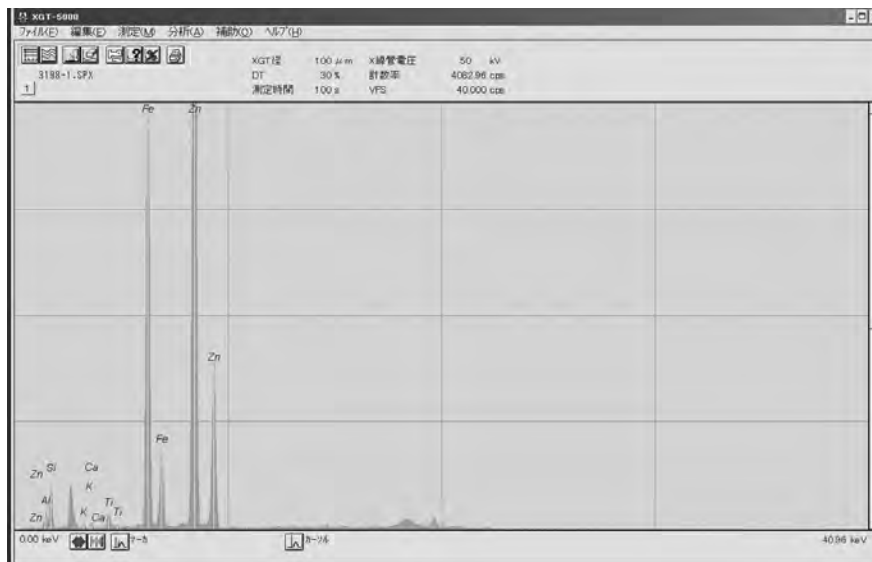 XGT-5000
ファイル(F) 編集(E) 測定(M) 分析(A) 補助(O) ヘルプ(H)
XGT径 100μm X線管電圧 50 kV
3198-1.SPX DT 30% 計数率 4082.96 cps
1 測定時間 100 s VFS 40.000 cps
Fe Zn
Zn
Fe
Zn Si Ca
K
Al Ti
Zn K Ca Ti
0.00 keV マーカ カーソル 40.96 keV